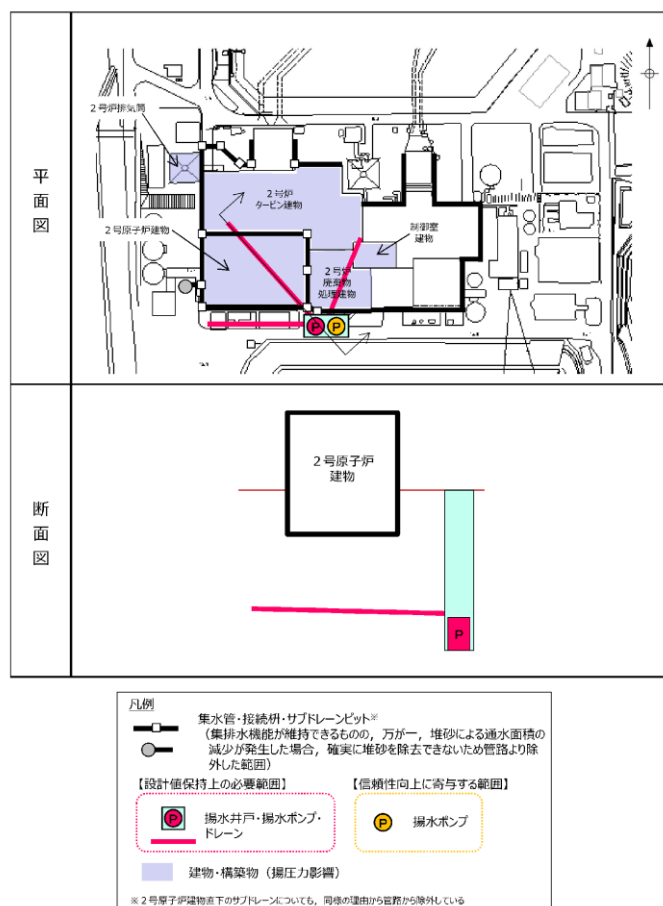 平面図
2号炉排気筒
2号炉
タービン建物
2号原子炉建物
制御室
建物
2号炉
廃棄物
処理建物
P
P
断面図
2号原子炉
建物
P
凡例
集水管・接続枡・サブドレーンピット※
(集排水機能が維持できるものの，万が一，堆砂による通水面積の
減少が発生した場合，確実に堆砂を除去できないため管路より除
外した範囲)
【設計値保持上の必要範囲】
【信頼性向上に寄与する範囲】
P
揚水井戸・揚水ポンプ・
ドレーン
P
揚水ポンプ
建物・構築物（揚圧力影響）
※２号原子炉建物直下のサブドレーンについても，同様の理由から管路から除外している